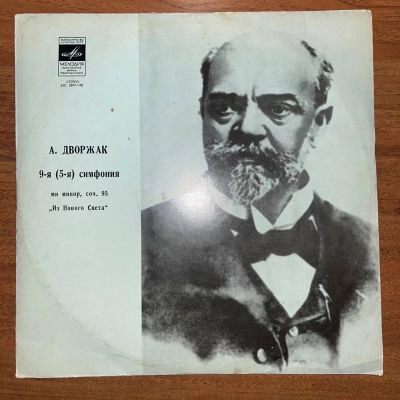 МЕЛОДИЯ
СТЕРЕО
А. ДВОРЖАК
9-я (5-я) симфония
ми минор, соч. 95
„Из Нового Света“